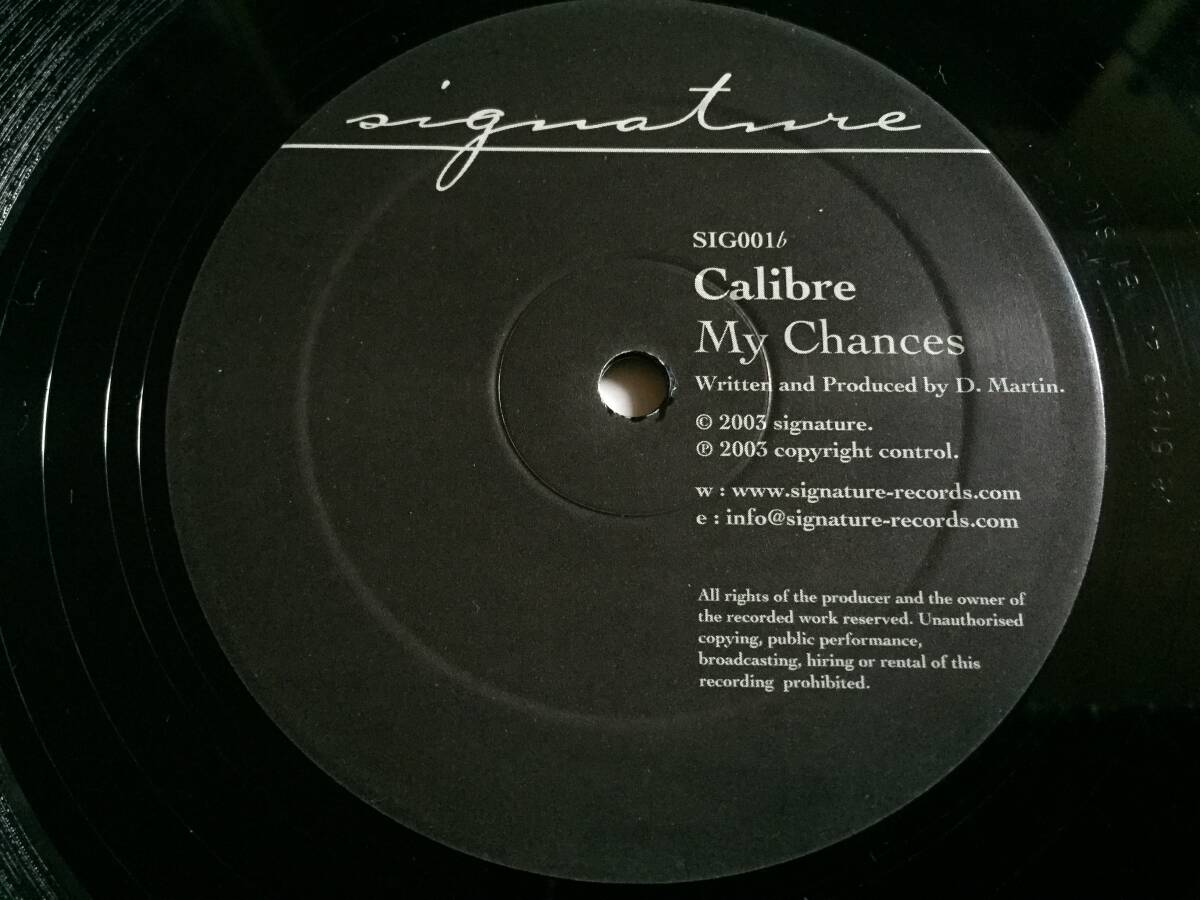 signature
SIG001b
Calibre
My Chances
Written and Produced by D. Martin.
© 2003 signature.
℗ 2003 copyright control.
w : www.signature-records.com
e : info@signature-records.com
All rights of the producer and the owner of
the recorded work reserved. Unauthorised
copying, public performance,
broadcasting, hiring or rental of this
recording prohibited.